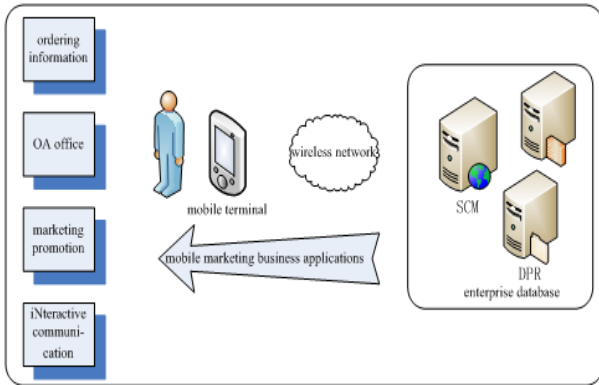 ordering
information
OA office
marketing
promotion
iNteractive
communi-
cation
mobile terminal
wireless network
mobile marketing business applications
SCM
DPR
enterprise database